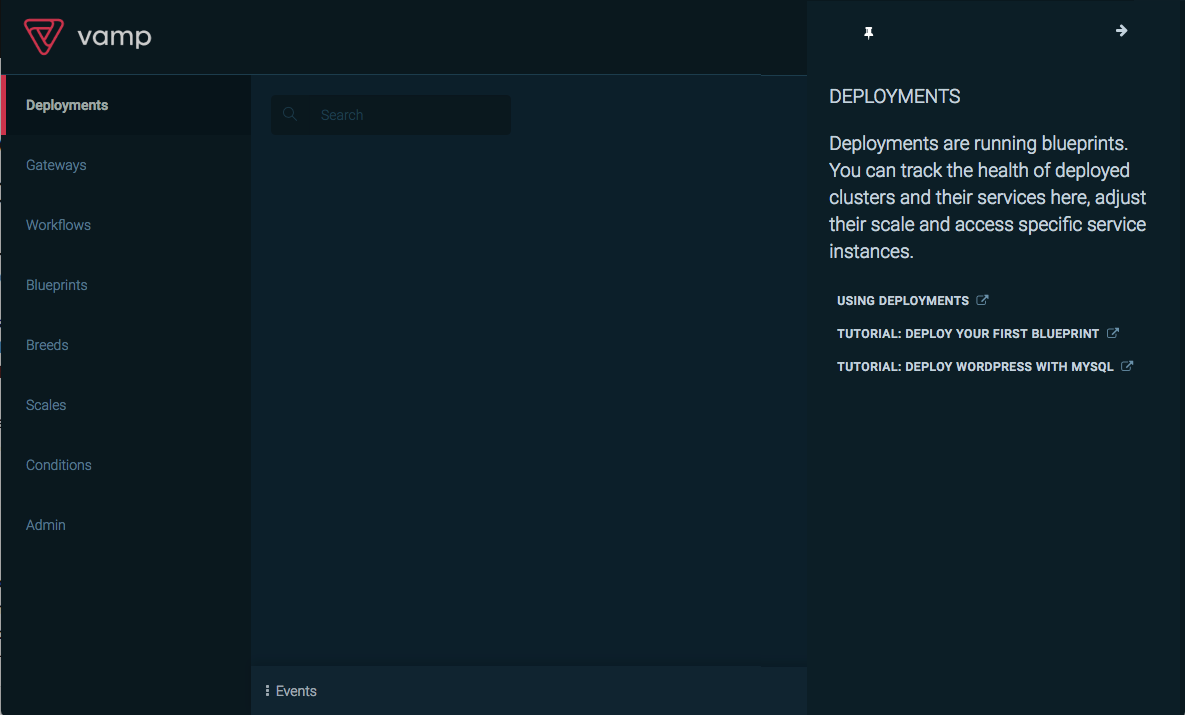 vamp
Deployments
Gateways
Workflows
Blueprints
Breeds
Scales
Conditions
Admin
Search
Events
DEPLOYMENTS
Deployments are running blueprints.
You can track the health of deployed
clusters and their services here, adjust
their scale and access specific service
instances.
USING DEPLOYMENTS
TUTORIAL: DEPLOY YOUR FIRST BLUEPRINT
TUTORIAL: DEPLOY WORDPRESS WITH MYSQL